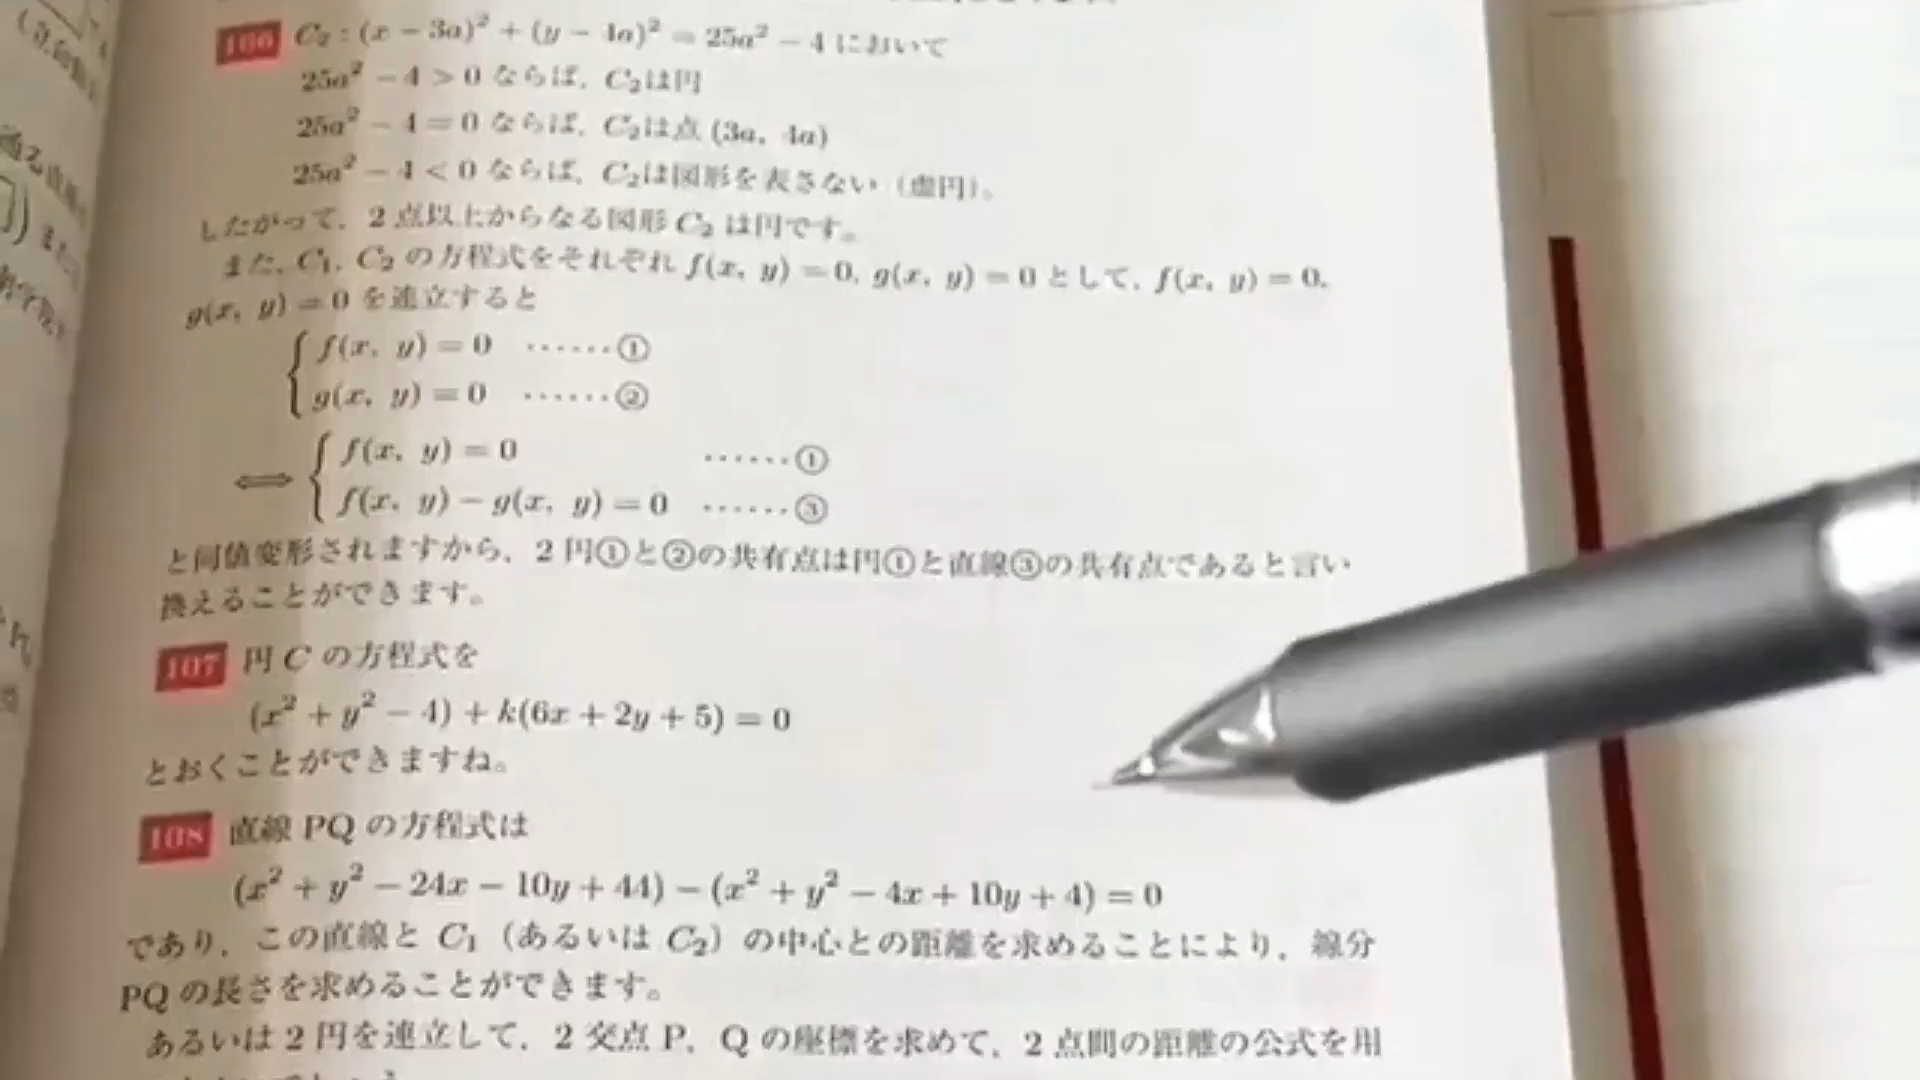 166 C₂ : (x − 3a)² + (y − 4a)² = 25a² − 4 において
25a² − 4 > 0 ならば, C₂は円
25a² − 4 = 0 ならば, C₂は点 (3a, 4a)
25a² − 4 < 0 ならば, C₂は図形を表さない（虚円）。
したがって, 2 点以上からなる図形 C₂ は円です。
また, C₁, C₂ の方程式をそれぞれ f(x, y) = 0, g(x, y) = 0 として, f(x, y) = 0,
g(x, y) = 0 を連立すると
f(x, y) = 0 ……①
g(x, y) = 0 ……②
⟺ { f(x, y) = 0 ……①
f(x, y) − g(x, y) = 0 ……③
と同値変形されますから, 2 円①と②の共有点は円①と直線③の共有点であると言い
換えることができます。
107 円 C の方程式を
(x² + y² − 4) + k(6x + 2y + 5) = 0
とおくことができますね。
108 直線 PQ の方程式は
(x² + y² − 24x − 10y + 44) − (x² + y² − 4x + 10y + 4) = 0
であり, この直線と C₁（あるいは C₂）の中心との距離を求めることにより, 線分
PQ の長さを求めることができます。
あるいは 2 円を連立して, 2 交点 P, Q の座標を求めて, 2 点間の距離の公式を用